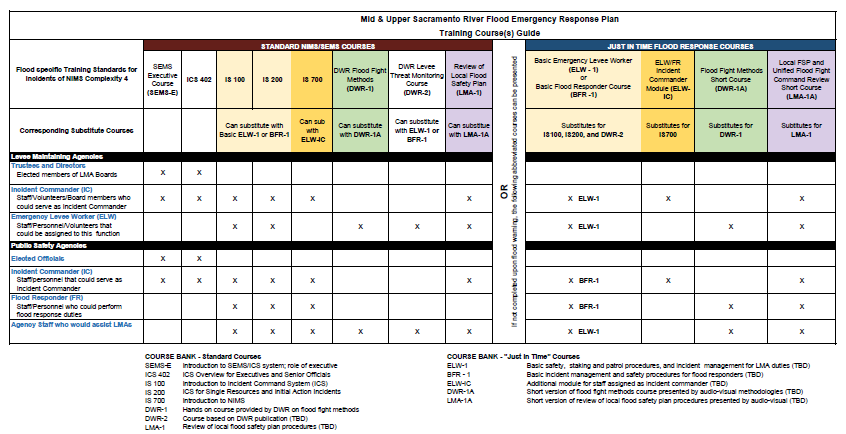 Mid & Upper Sacramento River Flood Emergency Response Plan
Training Course(s) Guide
STANDARD NIMS/SEMS COURSES
JUST IN TIME FLOOD RESPONSE COURSES
Flood specific Training Standards for
Incidents of NIMS Complexity 4
SEMS
Executive
Course
(SEMS-E)
ICS 402
IS 100
IS 200
IS 700
DWR Flood Fight
Methods
(DWR-1)
DWR Levee
Threat Monitoring
Course
(DWR-2)
Review of
Local Flood
Safety Plan
(LMA-1)
Basic Emergency Levee Worker
(ELW - 1)
or
Basic Flood Responder Course
(BFR -1)
ELW/FR
Incident
Commander
Module (ELW-
IC)
Flood Fight Methods
Short Course
(DWR-1A)
Local FSP and
Unified Flood Fight
Command Review
Short Course
(LMA-1A)
Corresponding Substitute Courses
Can substitute with
Basic ELW-1 or BFR-1
Can sub
with
ELW-IC
Can substitute
with DWR-1A
Can substitute
with ELW-1 or
BFR-1
Can substitue
with LMA-1A
Substitutes for
IS100, IS200, and DWR-2
Substitutes for
IS700
Substitutes for
DWR-1
Subtitutes for
LMA-1
OR
If not completed upon flood warning, the following abbreviated courses can be presented
Levee Maintaining Agencies
Trustees and Directors
Elected members of LMA Boards
X X
Incident Commander (IC)
Staff/Volunteers/Board members who
could serve as Incident Commander
X X X X X X X ELW-1 X X
Emergency Levee Worker (ELW)
Staff/Personnel/Volunteers that
could be assigned to this function
X X X X X X X ELW-1 X X
Public Safety Agencies
Elected Officials
X X
Incident Commander (IC)
Staff/personnel that could serve as
Incident Commander
X X X X X X X BFR-1 X X
Flood Responder (FR)
Staff/Personnel who could perform
flood response duties
X X X X BFR-1 X X
Agency Staff who would assist LMAs
X X X X X X X ELW-1 X X
COURSE BANK - Standard Courses
SEMS-E Introduction to SEMS/ICS system; role of executive
ICS 402 ICS Overview for Executives and Senior Officials
IS 100 Introduction to Incident Command System (ICS)
IS 200 ICS for Single Resources and Initial Action Incidents
IS 700 Introduction to NIMS
DWR-1 Hands on course provided by DWR on flood fight methods
DWR-2 Course based on DWR publication (TBD)
LMA-1 Review of local flood safety plan procedures (TBD)
COURSE BANK - "Just In Time" Courses
ELW-1 Basic safety, staking and patrol procedures, and incident management for LMA duties (TBD)
BFR - 1 Basic incident management and safety procedures for flood responders (TBD)
ELW-IC Additional module for staff assigned as incident commander (TBD)
DWR-1A Short version of flood fight methods course presented by audio-visual methodologies (TBD)
LMA-1A Short version of review of local flood safety plan procedures presented by audio-visual (TBD)